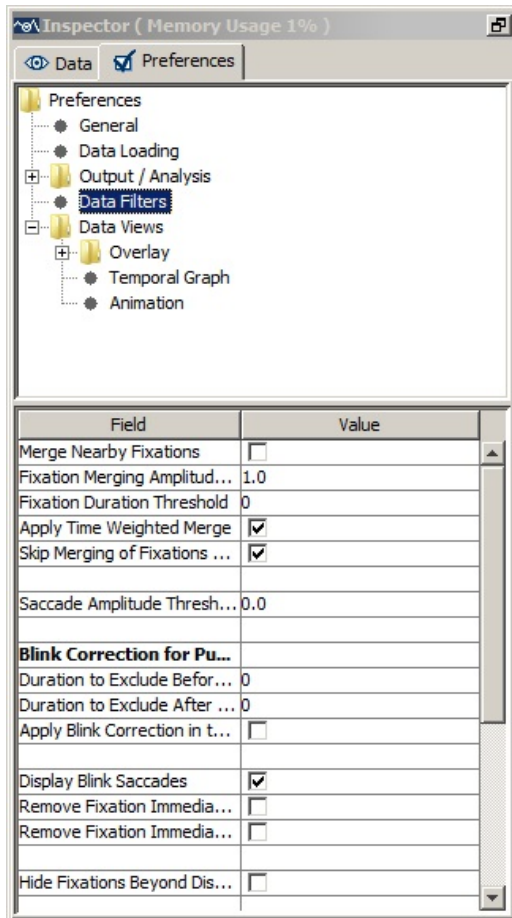 Inspector ( Memory Usage 1% )
Data Preferences
Preferences
General
Data Loading
Output / Analysis
Data Filters
Data Views
Overlay
Temporal Graph
Animation
Field Value
Merge Nearby Fixations
Fixation Merging Amplitud... 1.0
Fixation Duration Threshold 0
Apply Time Weighted Merge
Skip Merging of Fixations ...
Saccade Amplitude Thresh... 0.0
Blink Correction for Pu...
Duration to Exclude Befor... 0
Duration to Exclude After ... 0
Apply Blink Correction in t...
Display Blink Saccades
Remove Fixation Immedia...
Remove Fixation Immedia...
Hide Fixations Beyond Dis...